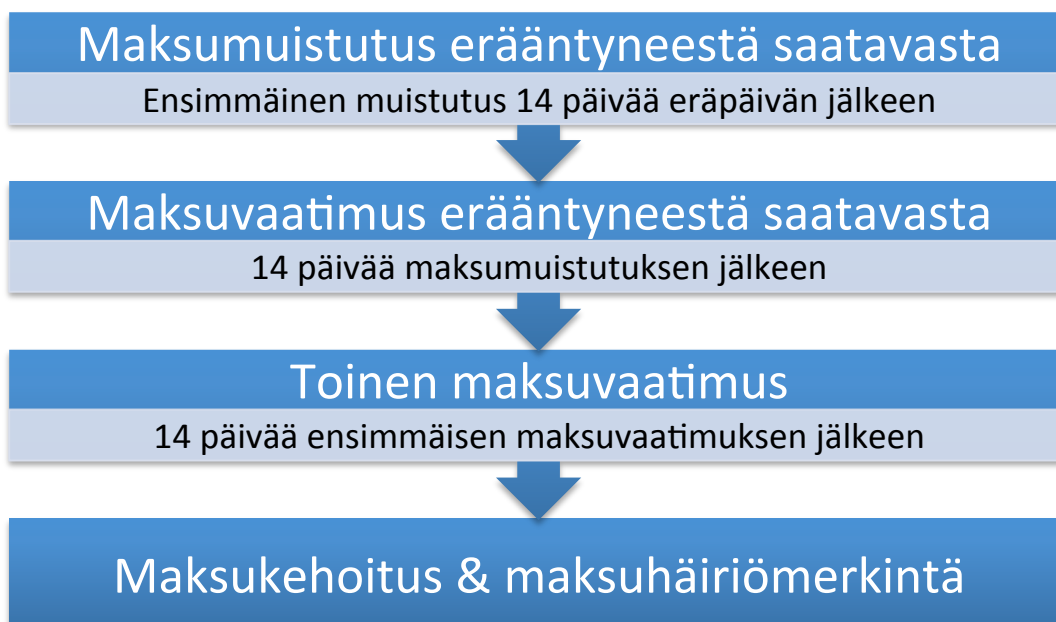 Maksumuistutus erääntyneestä saatavasta
Ensimmäinen muistutus 14 päivää eräpäivän jälkeen
Maksuvaatimus erääntyneestä saatavasta
14 päivää maksumuistutuksen jälkeen
Toinen maksuvaatimus
14 päivää ensimmäisen maksuvaatimuksen jälkeen
Maksukehoitus & maksuhäiriömerkintä